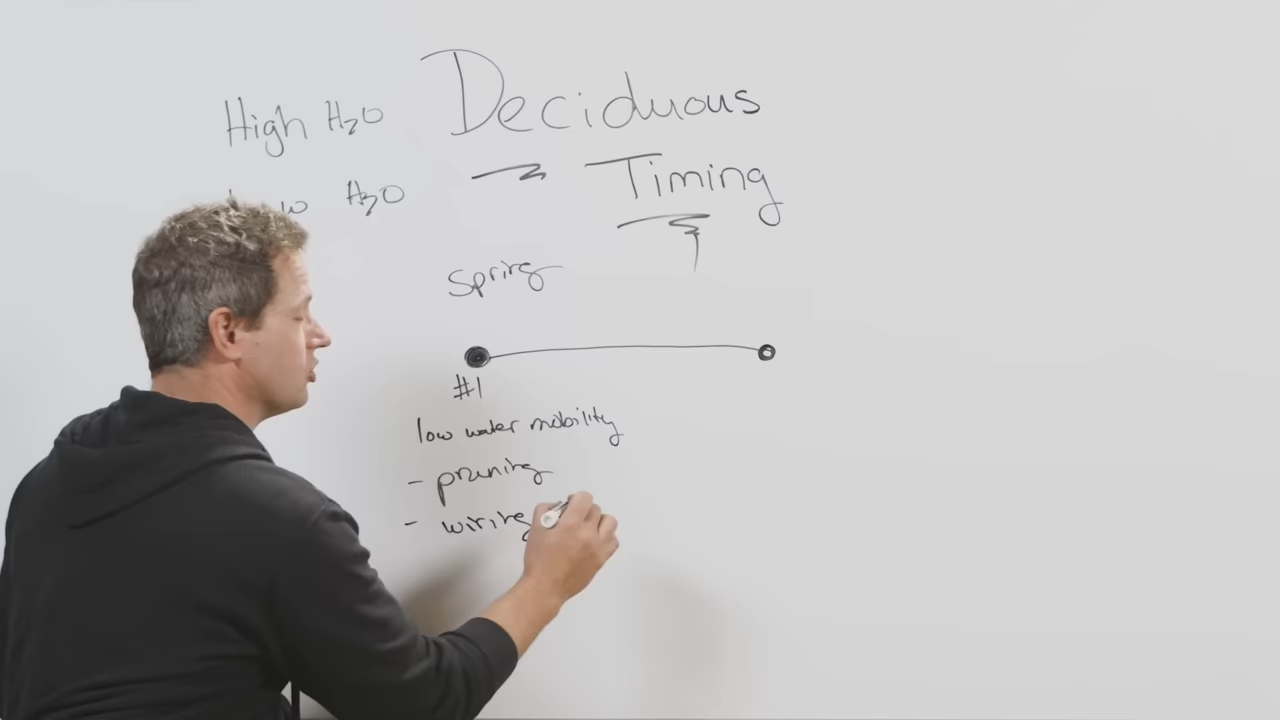 Deciduous
High H2O
Timing
H2O
Spring
#1
low water mobility
- pruning
- wiring